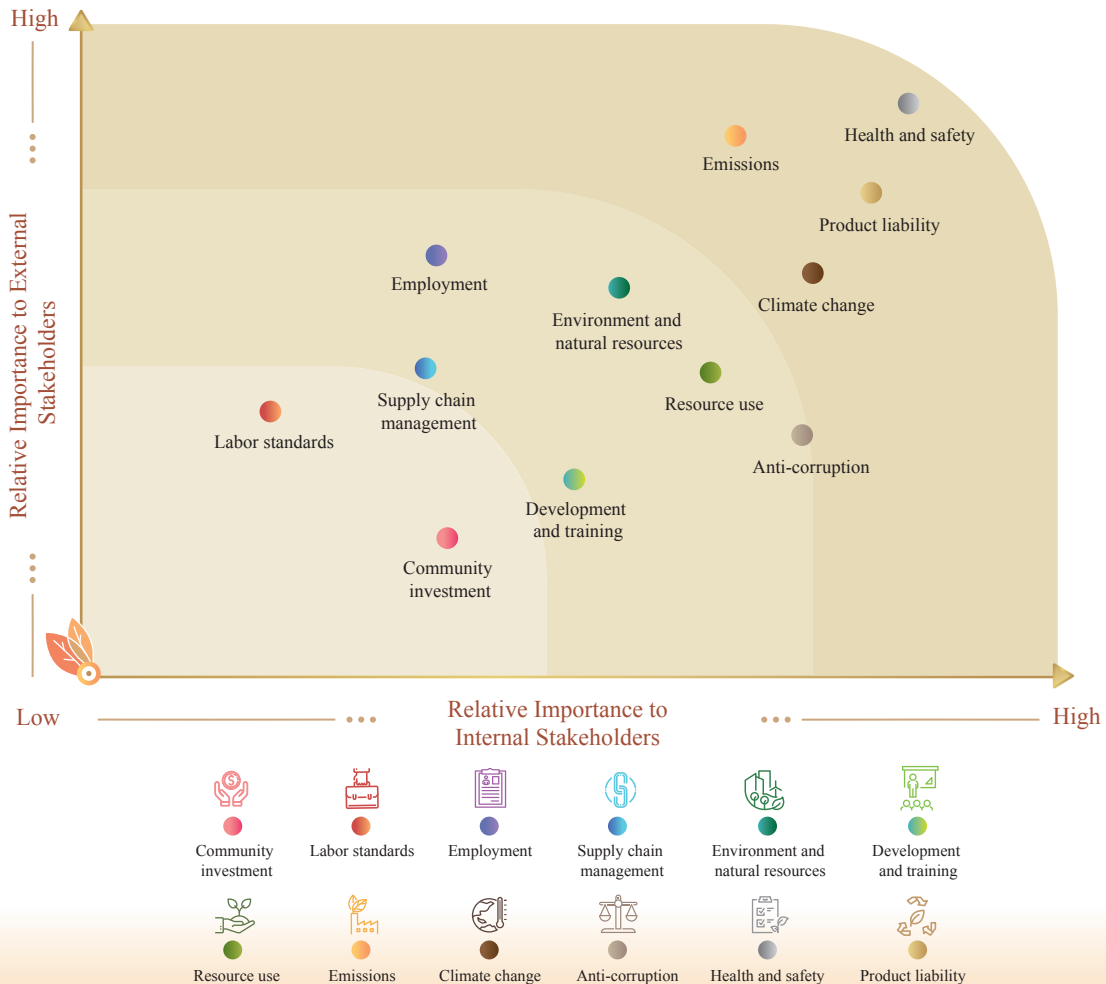 High
Health and safety
Emissions
Product liability
Relative Importance to External
Stakeholders
Employment
Climate change
Environment and
natural resources
Supply chain
management
Resource use
Labor standards
Anti-corruption
Development
and training
Community
investment
Low
Relative Importance to
Internal Stakeholders
High
Community
investment
Labor standards
Employment
Supply chain
management
Environment and
natural resources
Development
and training
Resource use
Emissions
Climate change
Anti-corruption
Health and safety
Product liability